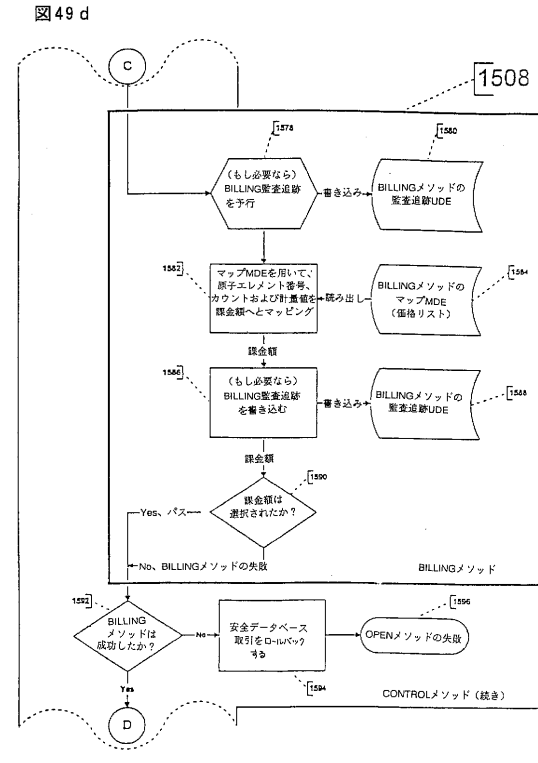 図49 d
C
1508
1578
1580
（もし必要なら）
BILLING監査追跡
を予行
書き込み
BILLINGメソッドの
監査追跡UDE
1582
マップMDEを用いて、
原子エレメント番号、
カウントおよび計量値を
課金額へとマッピング
読み出し
BILLINGメソッドの
マップMDE
（価格リスト）
1584
課金額
1586
（もし必要なら）
BILLING監査追跡
を書き込む
書き込み
BILLINGメソッドの
監査追跡UDE
1588
課金額
1590
課金額は
選択されたか？
Yes、パス
No、BILLINGメソッドの失敗
BILLINGメソッド
1592
BILLING
メソッドは
成功したか？
No
安全データベース
取引をロールバック
する
1594
1596
OPENメソッドの失敗
Yes
CONTROLメソッド（続き）
D